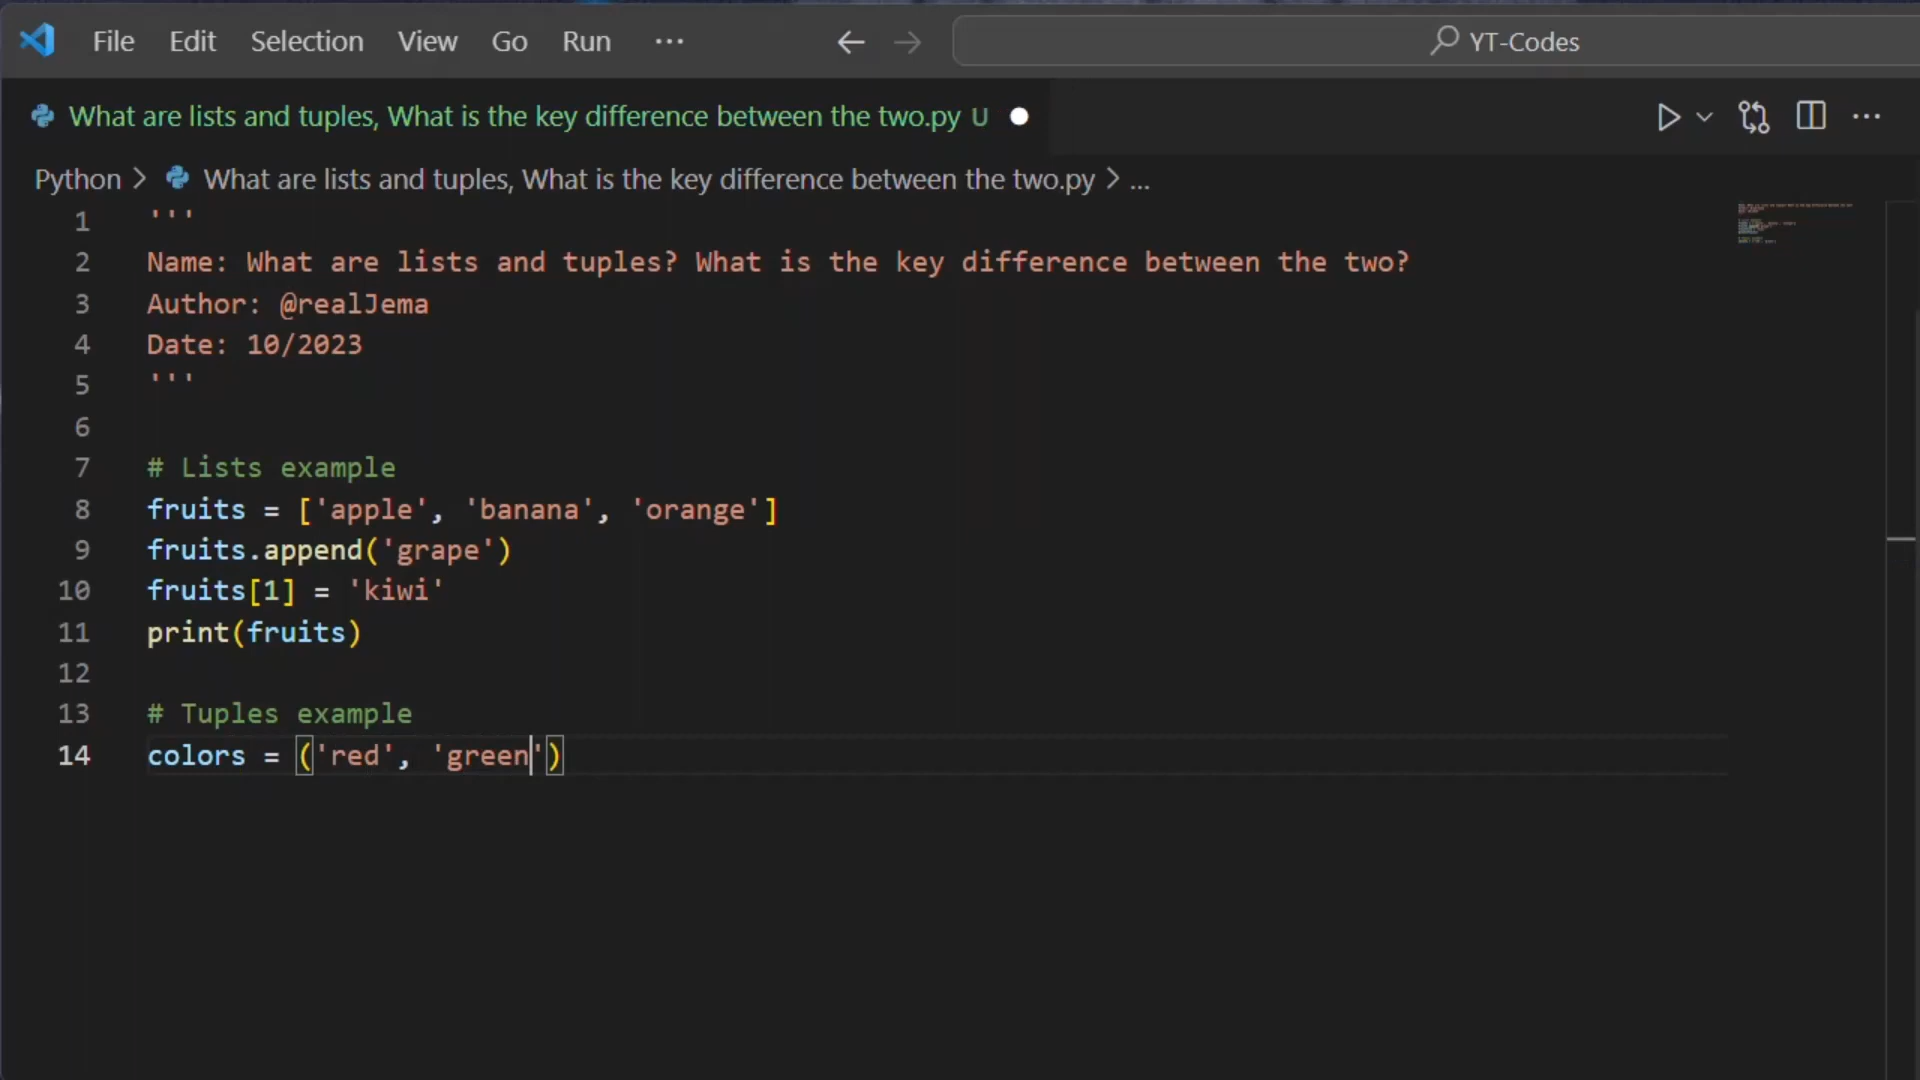 File Edit Selection View Go Run ··· YT-Codes
What are lists and tuples, What is the key difference between the two.py U
Python > What are lists and tuples, What is the key difference between the two.py > ...
1 '''
2 Name: What are lists and tuples? What is the key difference between the two?
3 Author: @realJema
4 Date: 10/2023
5 '''
6
7 # Lists example
8 fruits = ['apple', 'banana', 'orange']
9 fruits.append('grape')
10 fruits[1] = 'kiwi'
11 print(fruits)
12
13 # Tuples example
14 colors = ('red', 'green')